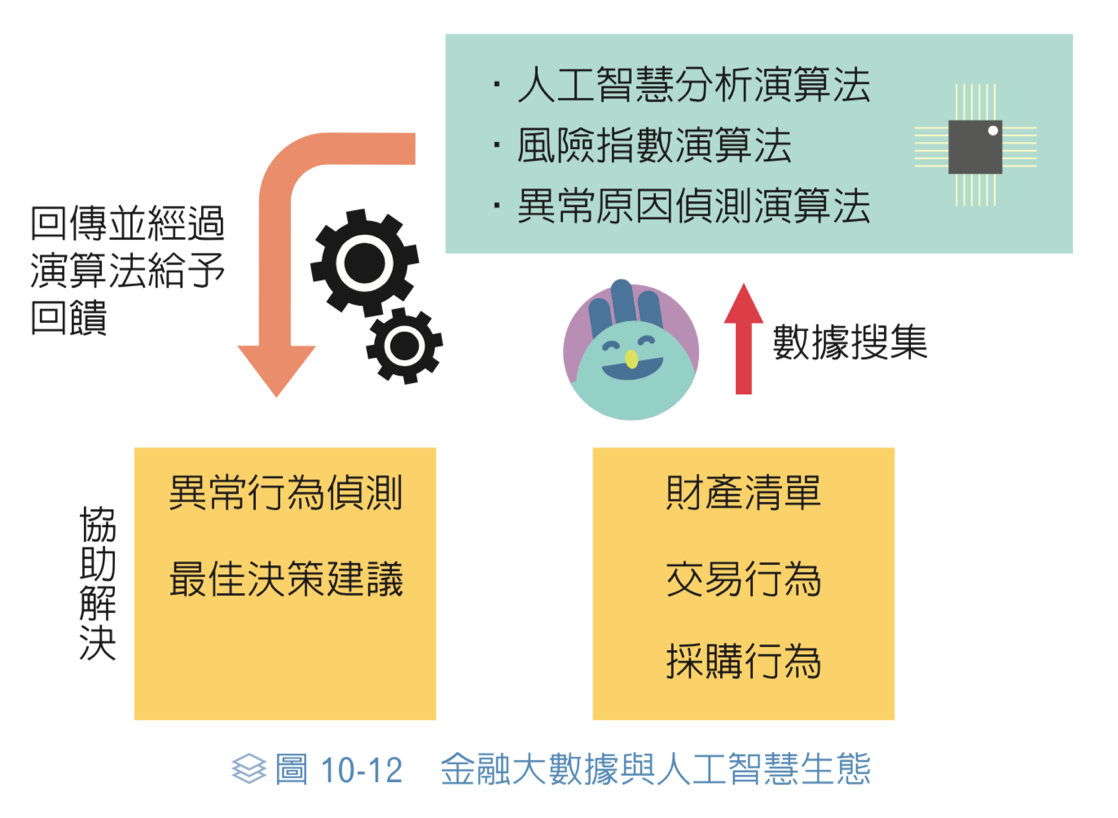 ・人工智慧分析演算法
・風險指數演算法
・異常原因偵測演算法
回傳並經過
演算法給予
回饋
數據搜集
協助解決
異常行為偵測
最佳決策建議
財產清單
交易行為
採購行為
圖 10-12　金融大數據與人工智慧生態